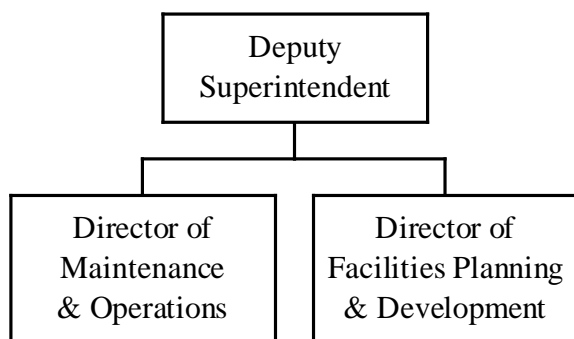 Deputy
Superintendent
Director of
Maintenance
& Operations
Director of
Facilities Planning
& Development